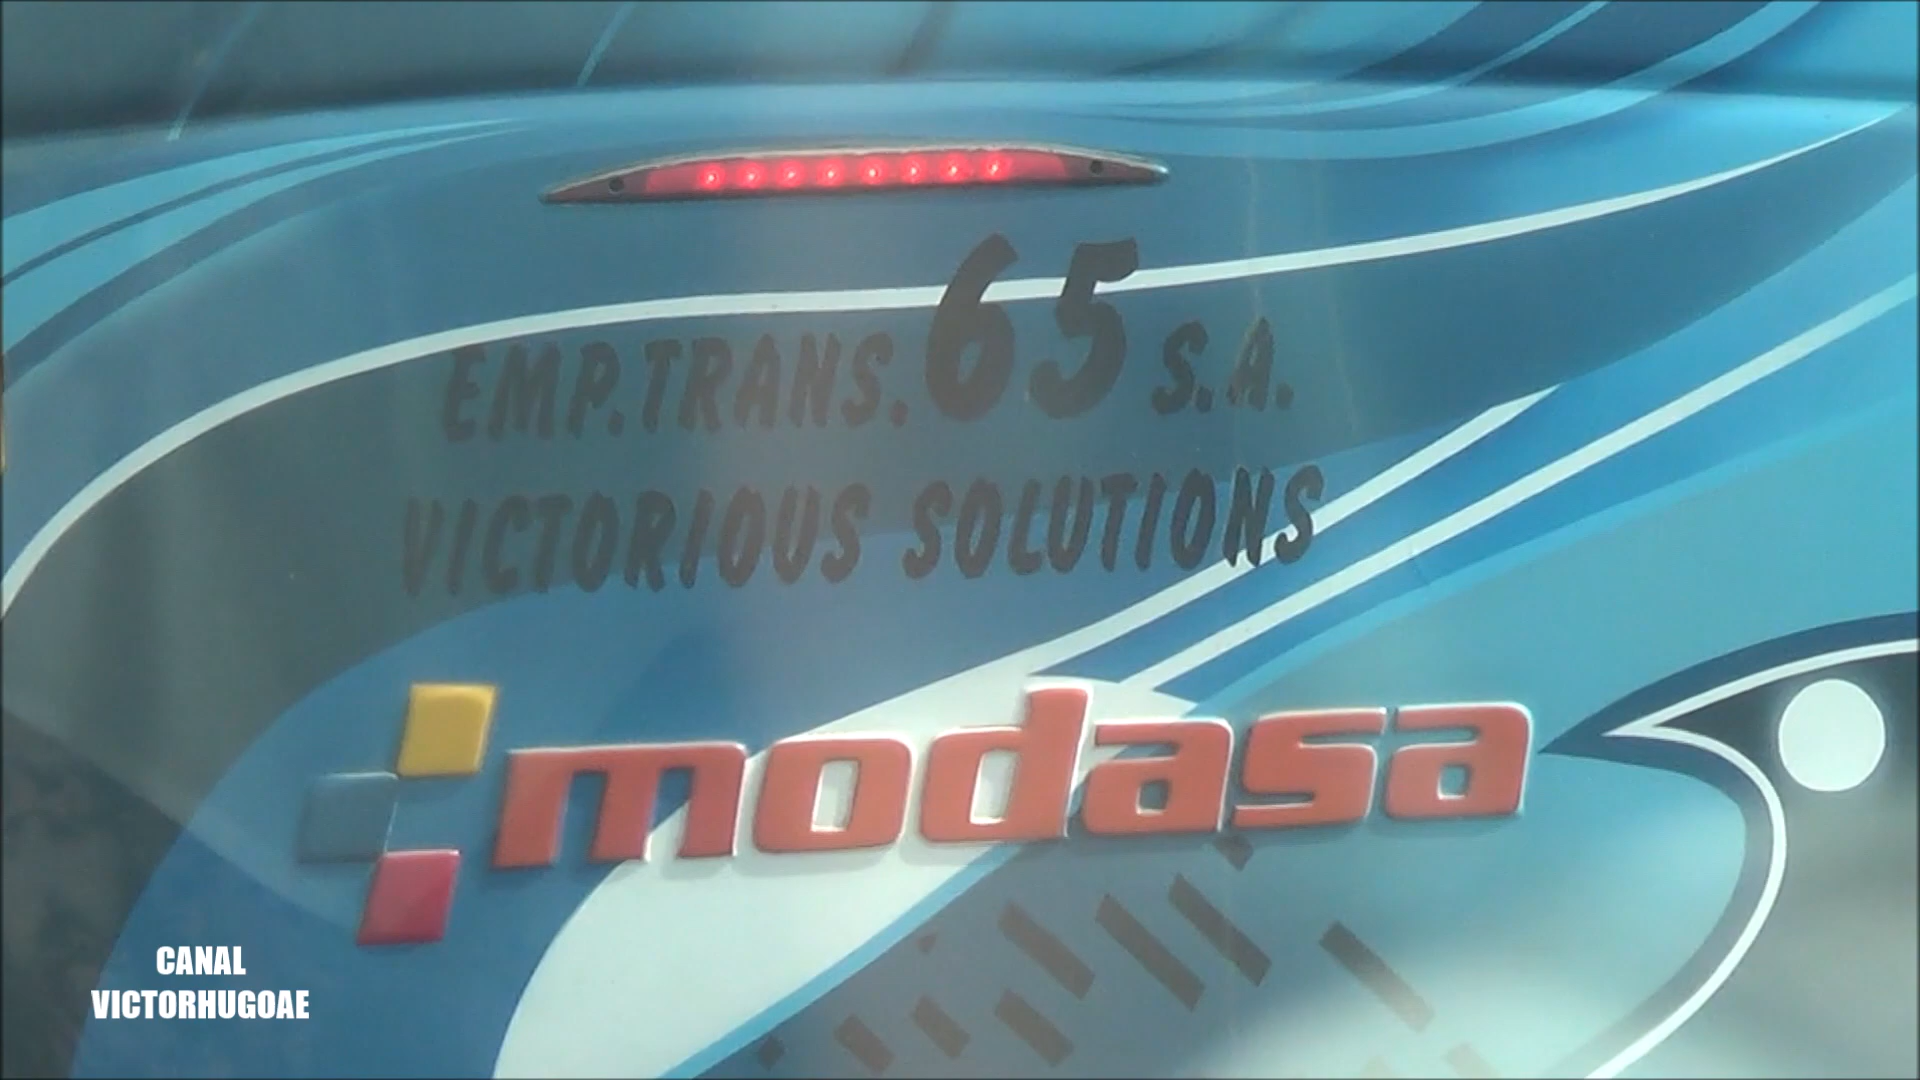 EMP.TRANS.65 S.A.
VICTORIOUS SOLUTIONS
modasa
CANAL
VICTORHUGOAE